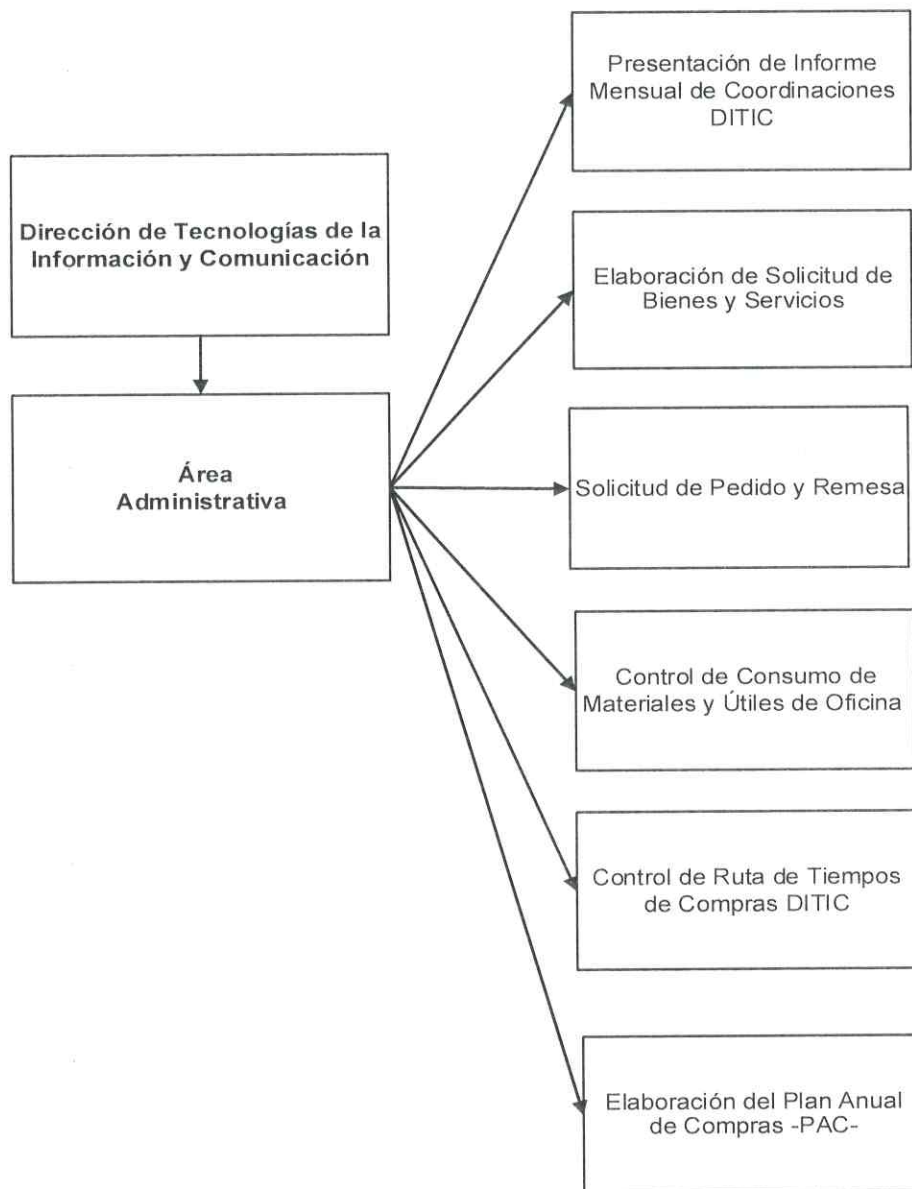 Presentación de Informe
Mensual de Coordinaciones
DITIC
Dirección de Tecnologías de la
Información y Comunicación
Elaboración de Solicitud de
Bienes y Servicios
Área
Administrativa
Solicitud de Pedido y Remesa
Control de Consumo de
Materiales y Útiles de Oficina
Control de Ruta de Tiempos
de Compras DITIC
Elaboración del Plan Anual
de Compras -PAC-